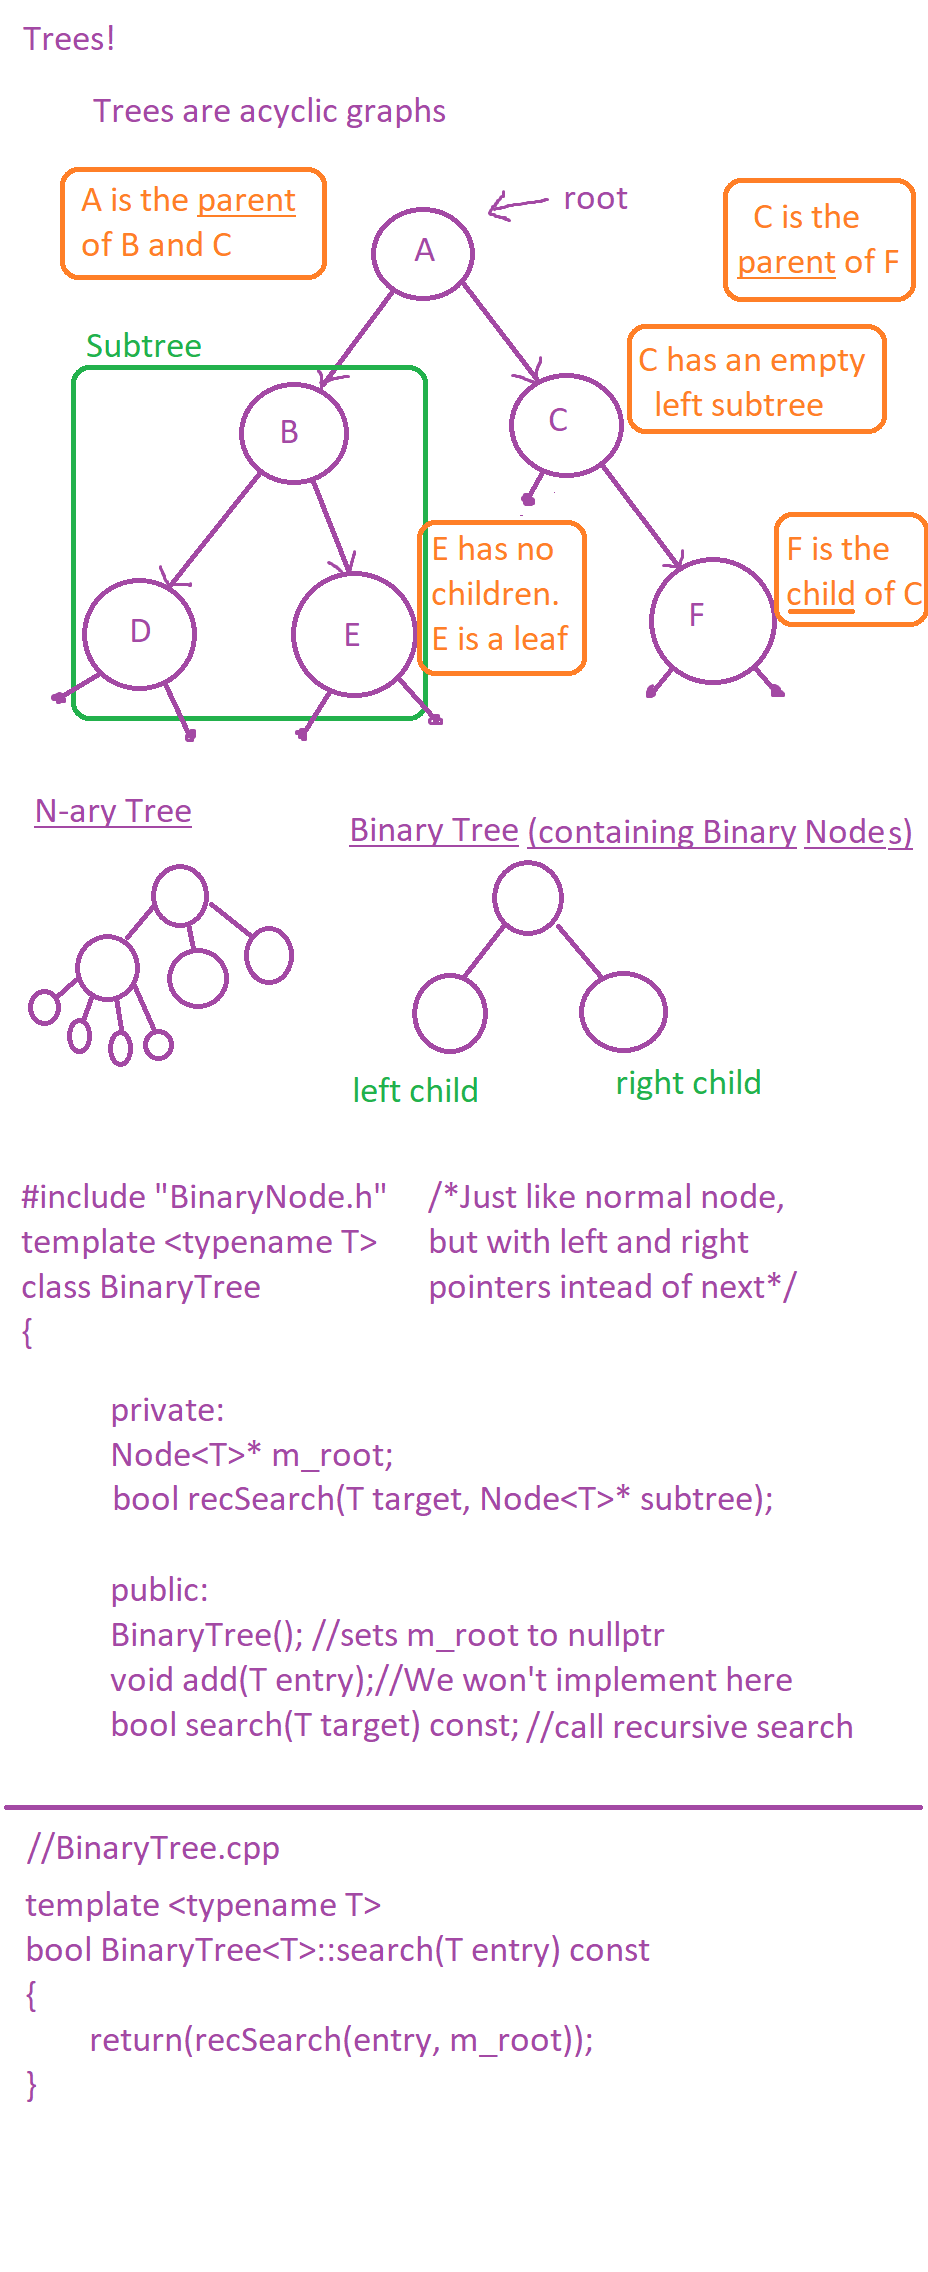 Trees!
Trees are acyclic graphs
A is the parent
of B and C
root
A
C is the
parent of F
Subtree
C has an empty
left subtree
B
C
E has no
children.
E is a leaf
F is the
child of C
D
E
F
N-ary Tree
Binary Tree (containing Binary Nodes)
left child
right child
#include "BinaryNode.h" /*Just like normal node,
template <typename T> but with left and right
class BinaryTree pointers intead of next*/
{
private:
Node<T>* m_root;
bool recSearch(T target, Node<T>* subtree);
public:
BinaryTree(); //sets m_root to nullptr
void add(T entry);//We won't implement here
bool search(T target) const; //call recursive search
//BinaryTree.cpp
template <typename T>
bool BinaryTree<T>::search(T entry) const
{
return(recSearch(entry, m_root));
}